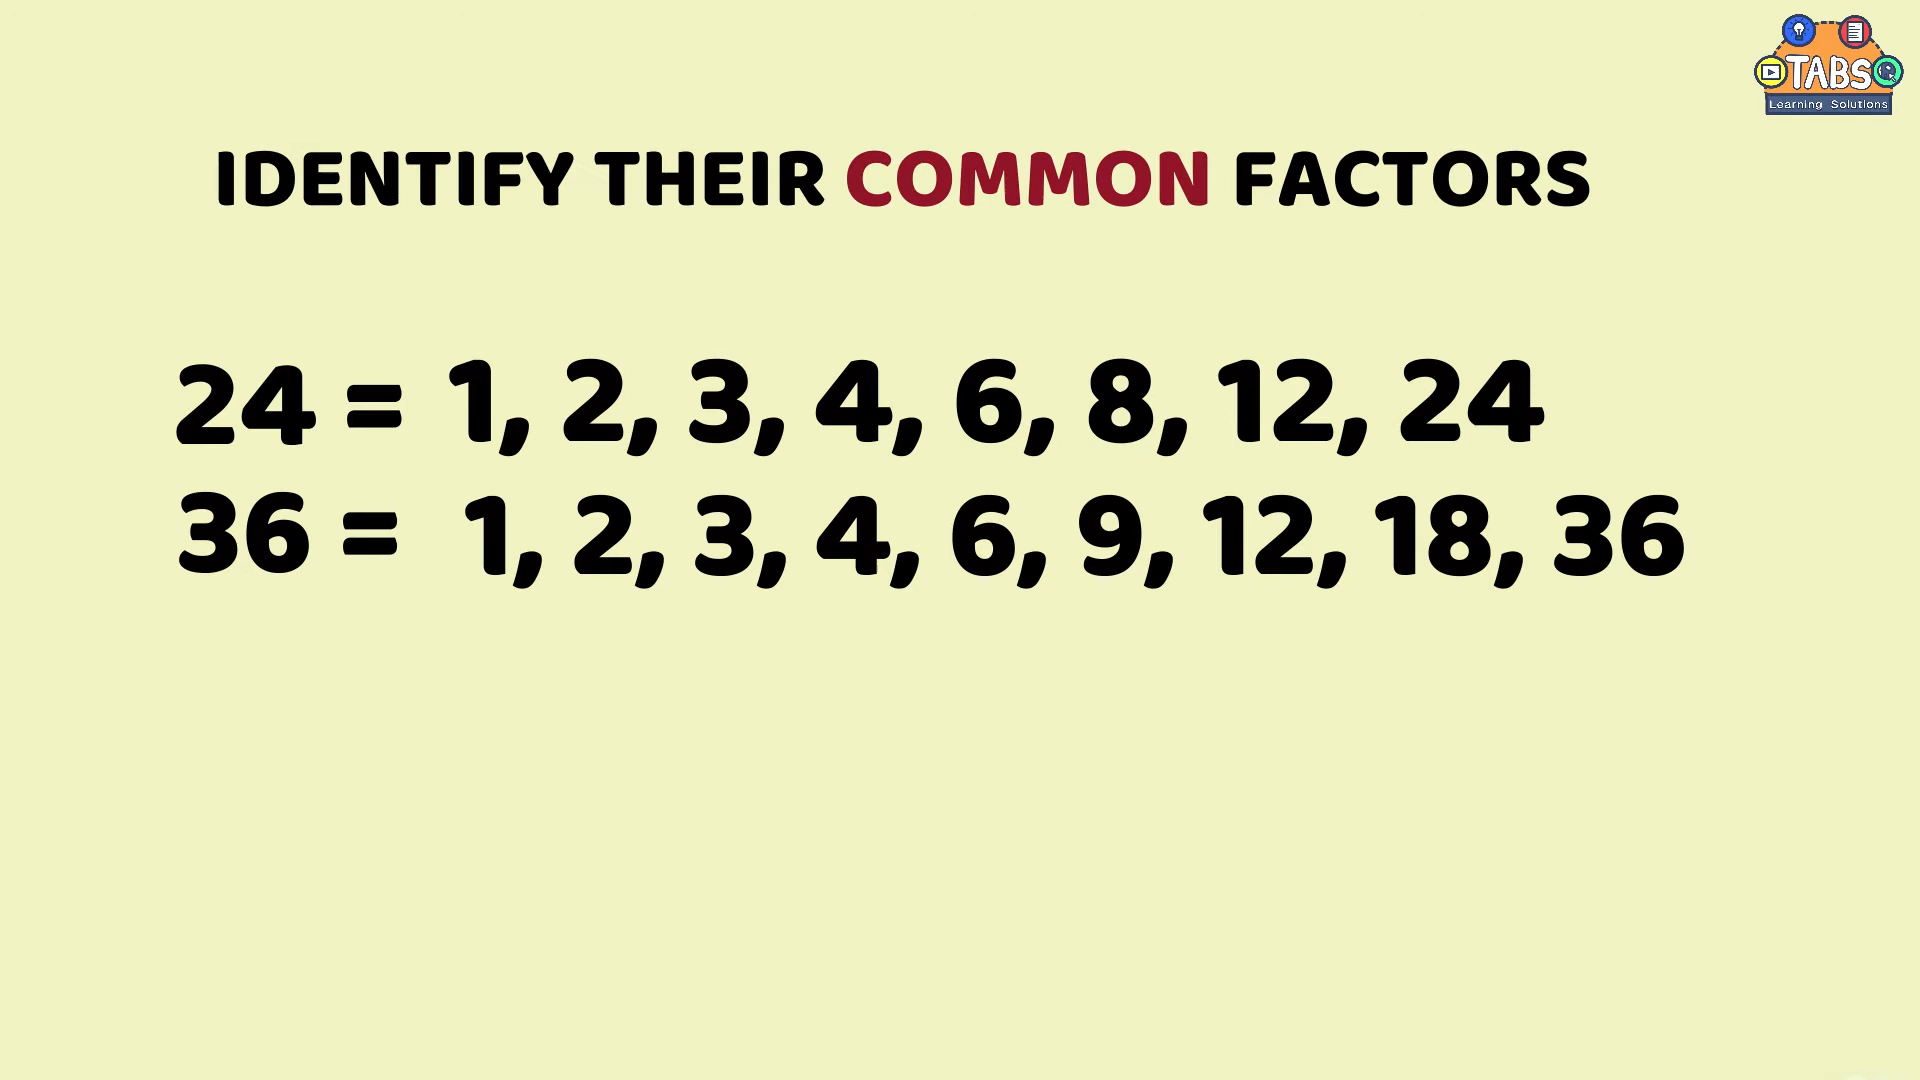 TABS
Learning Solutions
IDENTIFY THEIR COMMON FACTORS
24 = 1, 2, 3, 4, 6, 8, 12, 24
36 = 1, 2, 3, 4, 6, 9, 12, 18, 36